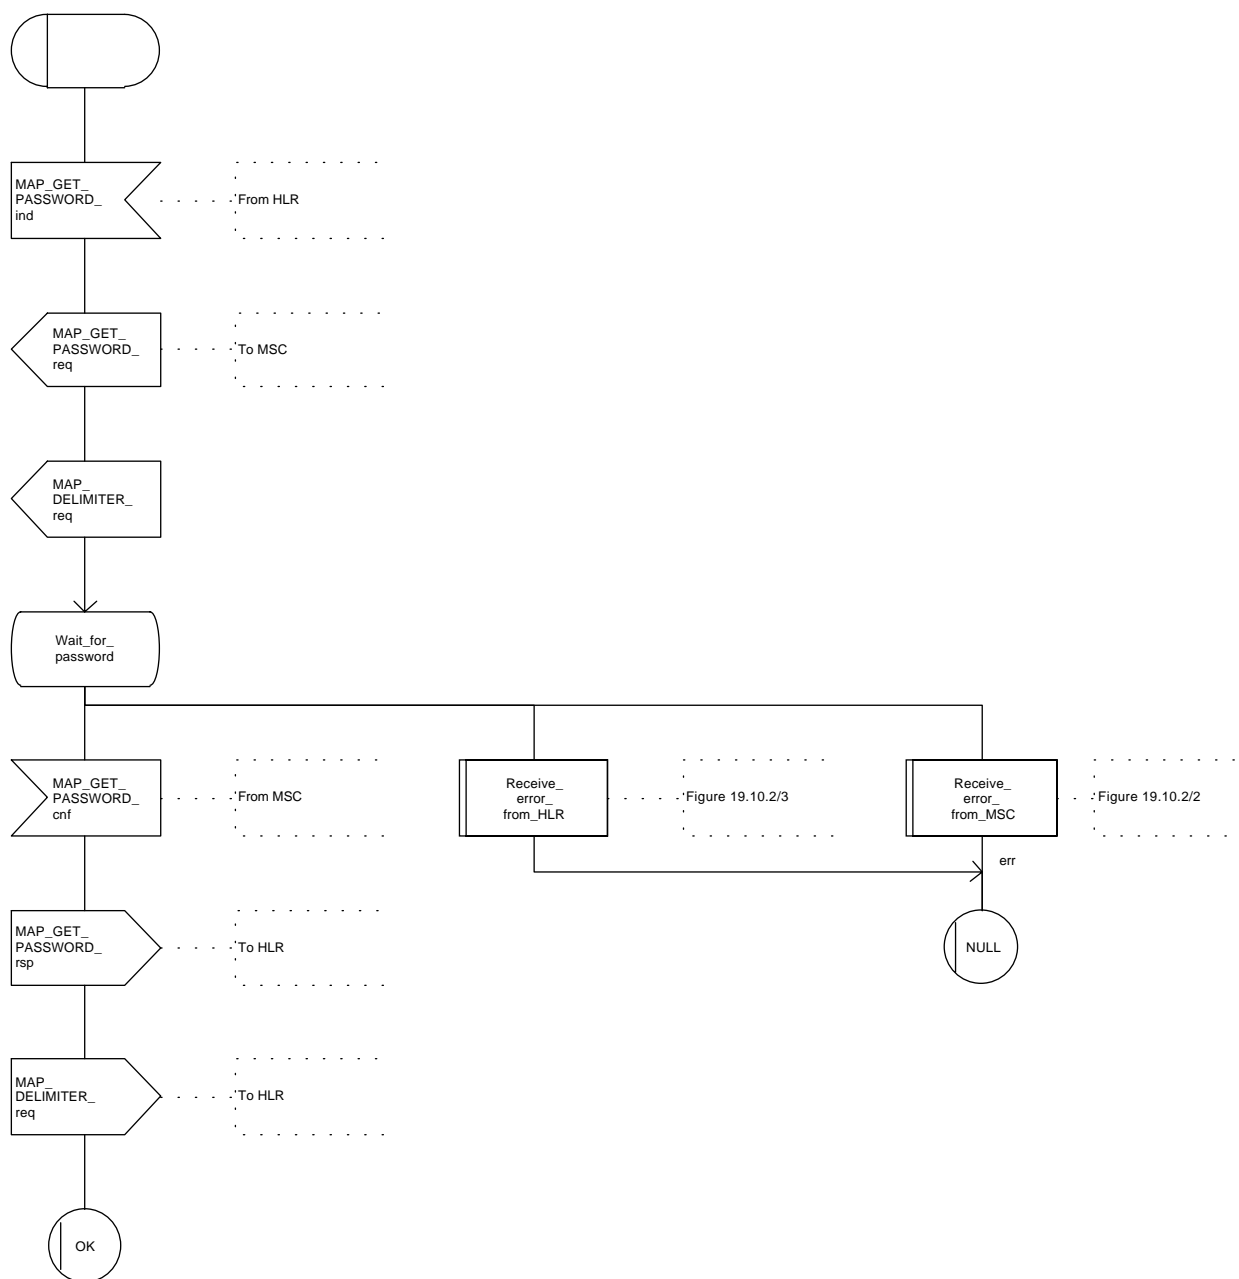 MAP_GET_
PASSWORD_
ind
From HLR
MAP_GET_
PASSWORD_
req
To MSC
MAP_
DELIMITER_
req
Wait_for_
password
MAP_GET_
PASSWORD_
cnf
From MSC
Receive_
error_
from_HLR
Figure 19.10.2/3
Receive_
error_
from_MSC
Figure 19.10.2/2
err
MAP_GET_
PASSWORD_
rsp
To HLR
NULL
MAP_
DELIMITER_
req
To HLR
OK